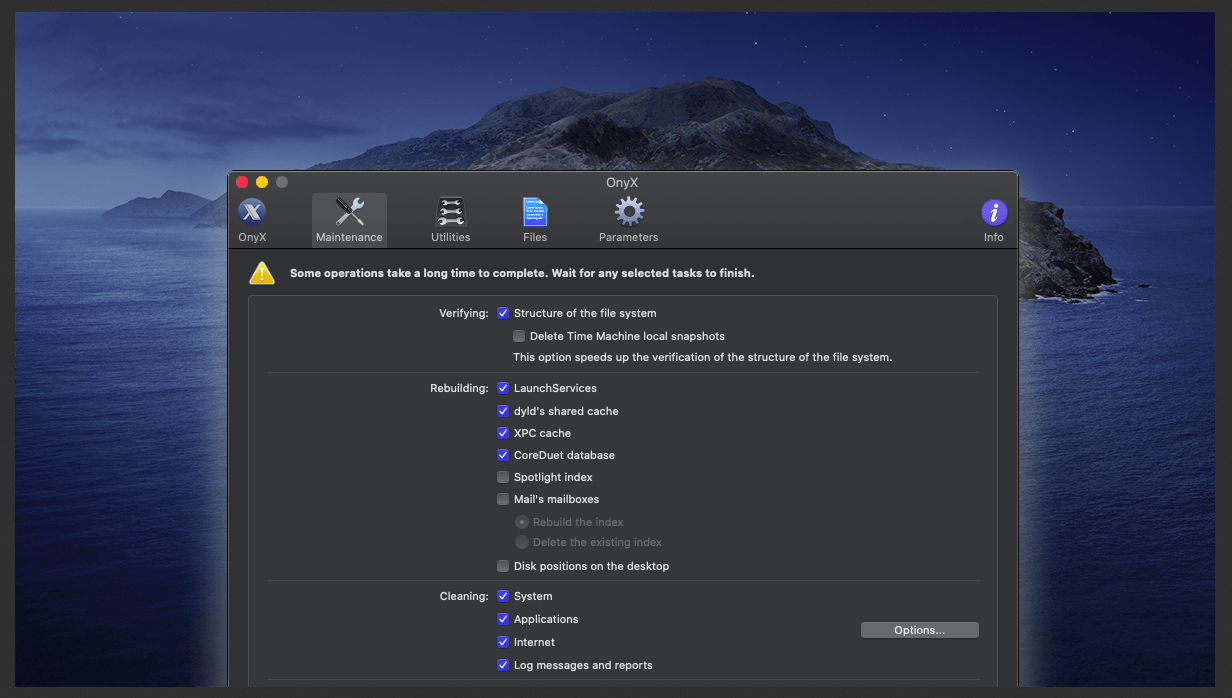 OnyX
OnyX
Maintenance
Utilities
Files
Parameters
Info
Some operations take a long time to complete. Wait for any selected tasks to finish.
Verifying: Structure of the file system
Delete Time Machine local snapshots
This option speeds up the verification of the structure of the file system.
Rebuilding: LaunchServices
dyld's shared cache
XPC cache
CoreDuet database
Spotlight index
Mail's mailboxes
Rebuild the index
Delete the existing index
Disk positions on the desktop
Cleaning: System
Applications
Options...
Internet
Log messages and reports